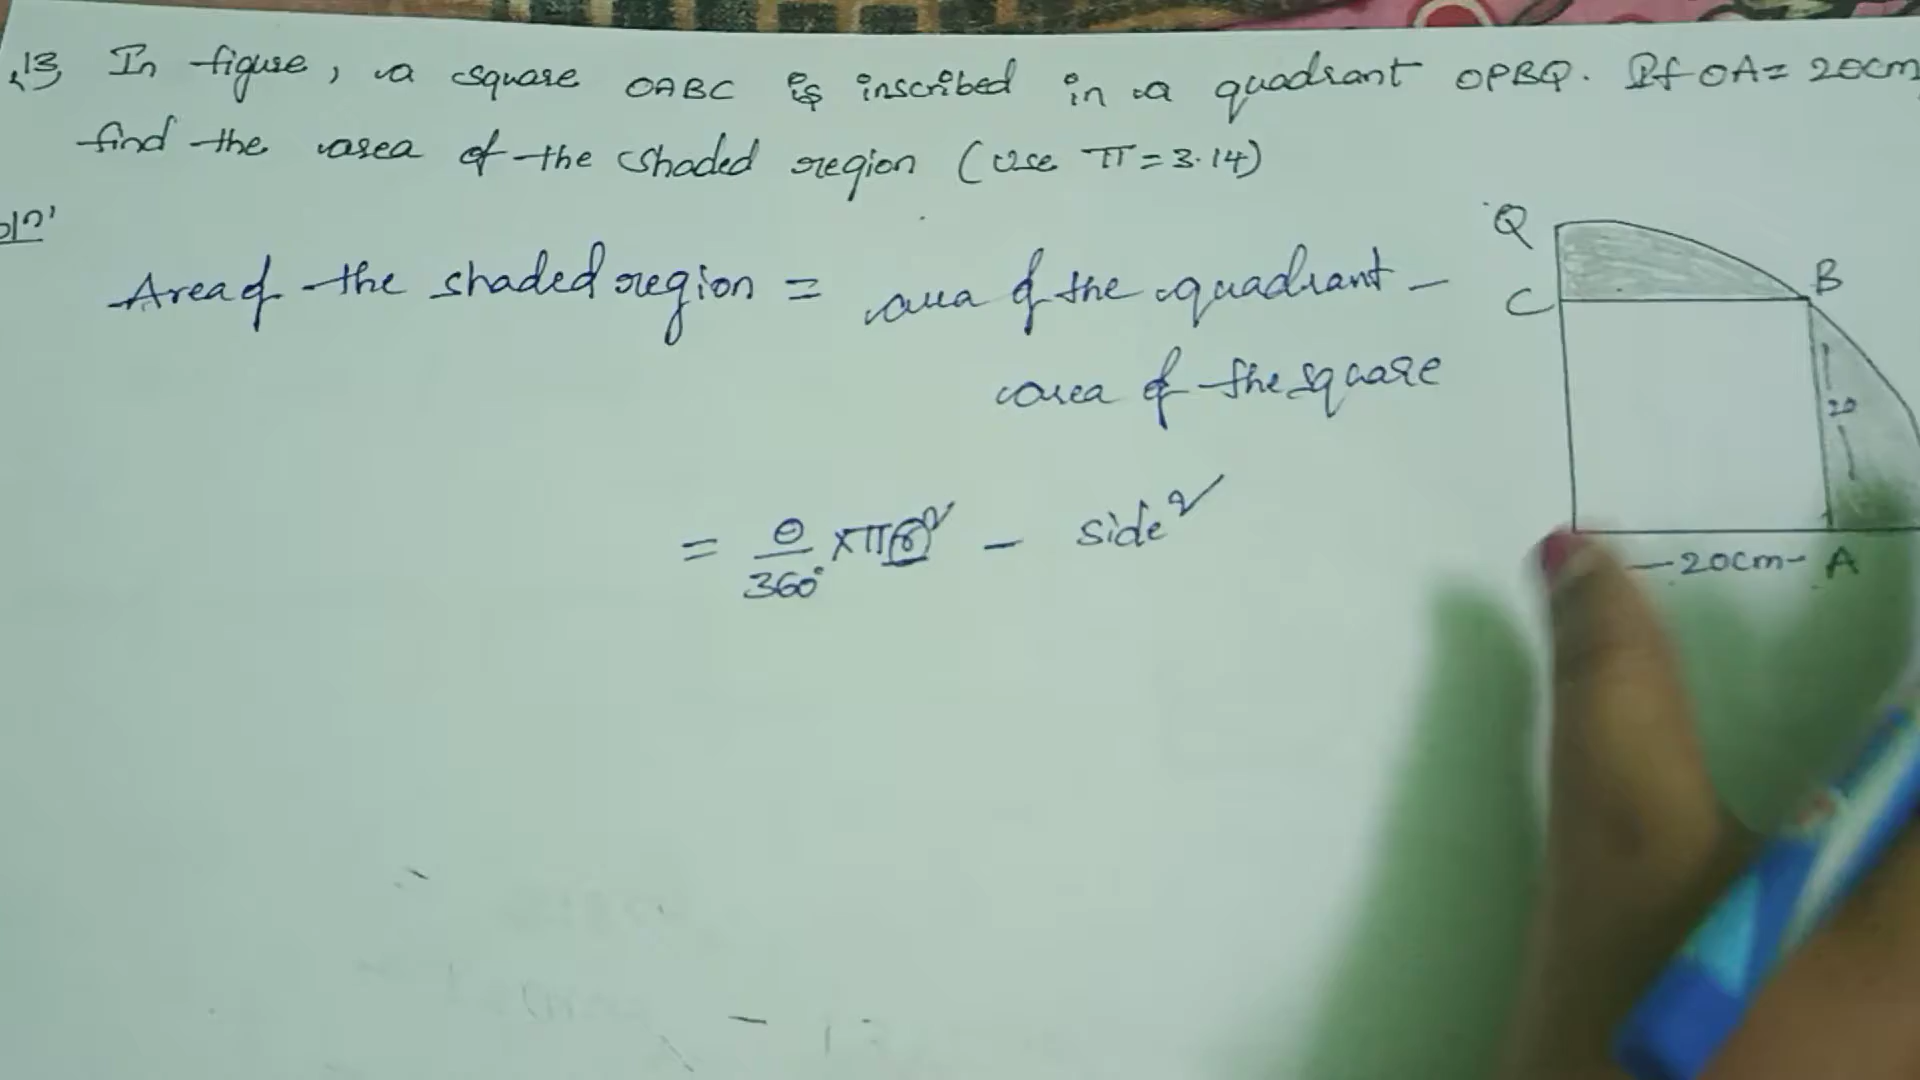 13, In figure, a square OABC is inscribed in a quadrant OPBQ. If OA = 20cm,
find the area of the shaded region (Use π = 3.14)
Soln'
Area of the shaded region = area of the quadrant -
area of the square
= θ/360° × πr² - side²
Q
B
C
20
20cm- A